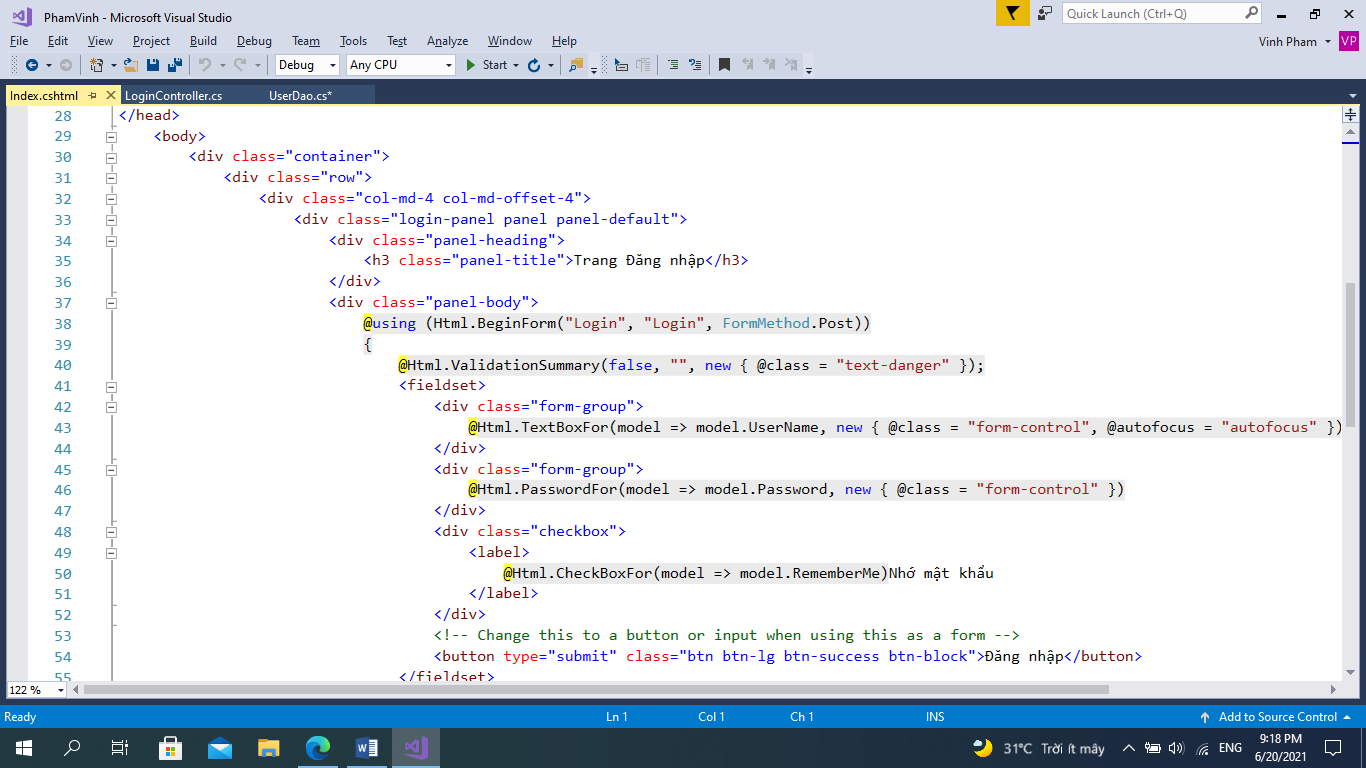 PhamVinh - Microsoft Visual Studio
Quick Launch (Ctrl+Q)
File Edit View Project Build Debug Team Tools Test Analyze Window Help
Vinh Pham VP
Debug Any CPU Start
Index.cshtml LoginController.cs UserDao.cs*
28 </head>
29 <body>
30 <div class="container">
31 <div class="row">
32 <div class="col-md-4 col-md-offset-4">
33 <div class="login-panel panel panel-default">
34 <div class="panel-heading">
35 <h3 class="panel-title">Trang Đăng nhập</h3>
36 </div>
37 <div class="panel-body">
38 @using (Html.BeginForm("Login", "Login", FormMethod.Post))
39 {
40 @Html.ValidationSummary(false, "", new { @class = "text-danger" });
41 <fieldset>
42 <div class="form-group">
43 @Html.TextBoxFor(model => model.UserName, new { @class = "form-control", @autofocus = "autofocus" })
44 </div>
45 <div class="form-group">
46 @Html.PasswordFor(model => model.Password, new { @class = "form-control" })
47 </div>
48 <div class="checkbox">
49 <label>
50 @Html.CheckBoxFor(model => model.RememberMe)Nhớ mật khẩu
51 </label>
52 </div>
53 <!-- Change this to a button or input when using this as a form -->
54 <button type="submit" class="btn btn-lg btn-success btn-block">Đăng nhập</button>
55 </fieldset>
122 %
Ready Ln 1 Col 1 Ch 1 INS Add to Source Control
31°C Trời ít mây ENG 9:18 PM
6/20/2021